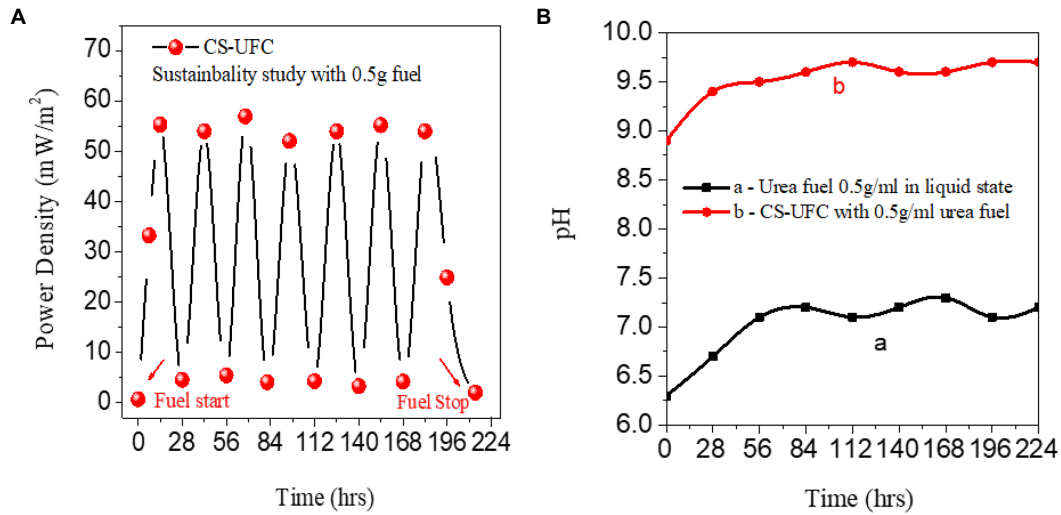 A
CS-UFC
Sustainbality study with 0.5g fuel
Power Density (mW/m²)
70
60
50
40
30
20
10
0
Fuel start
Fuel Stop
0 28 56 84 112 140 168 196 224
Time (hrs)
B
pH
10.0
9.5
9.0
8.5
8.0
7.5
7.0
6.5
6.0
b
a - Urea fuel 0.5g/ml in liquid state
b - CS-UFC with 0.5g/ml urea fuel
a
0 28 56 84 112 140 168 196 224
Time (hrs)